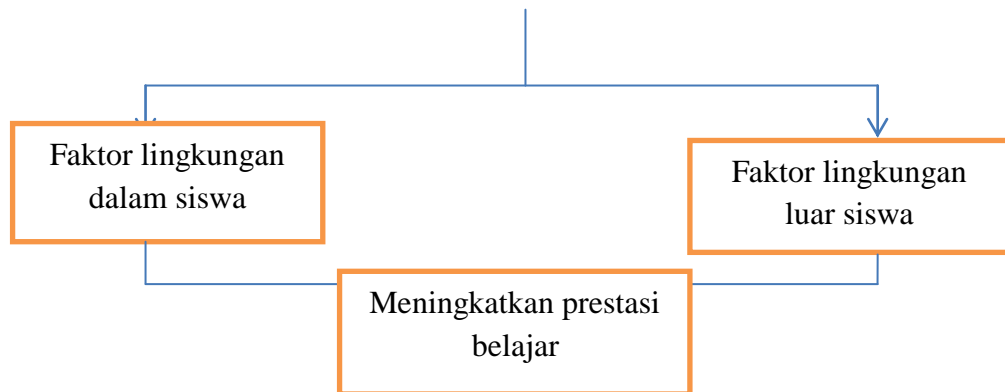 Faktor lingkungan
dalam siswa
Faktor lingkungan
luar siswa
Meningkatkan prestasi
belajar